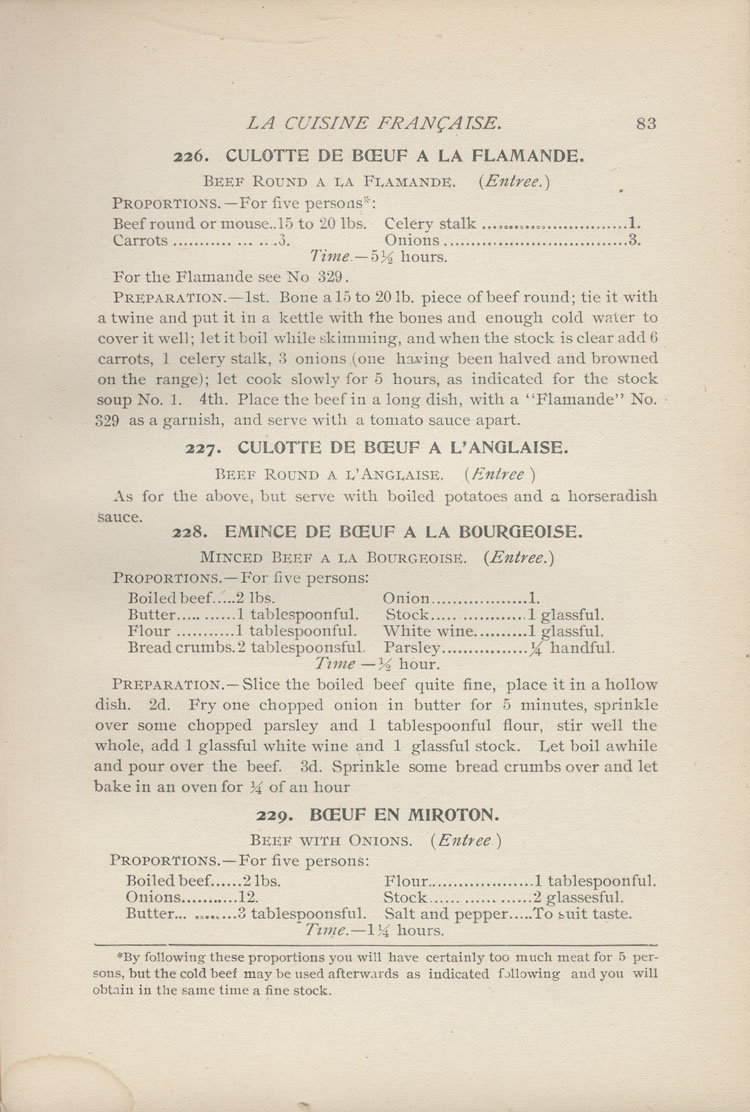 LA CUISINE FRANÇAISE. 83
226. CULOTTE DE BŒUF A LA FLAMANDE.
BEEF ROUND A LA FLAMANDE. (Entree.)
PROPORTIONS.—For five persons*:
Beef round or mouse..15 to 20 lbs. Celery stalk ..............................1.
Carrots ........... ... ...3. Onions ..................................3.
Time.—5½ hours.
For the Flamande see No 329.
PREPARATION.—1st. Bone a 15 to 20 lb. piece of beef round; tie it with
a twine and put it in a kettle with the bones and enough cold water to
cover it well; let it boil while skimming, and when the stock is clear add 6
carrots, 1 celery stalk, 3 onions (one having been halved and browned
on the range); let cook slowly for 5 hours, as indicated for the stock
soup No. 1. 4th. Place the beef in a long dish, with a “Flamande” No.
329 as a garnish, and serve with a tomato sauce apart.
227. CULOTTE DE BŒUF A L’ANGLAISE.
BEEF ROUND A L’ANGLAISE. (Entree )
As for the above, but serve with boiled potatoes and a horseradish
sauce.
228. EMINCE DE BŒUF A LA BOURGEOISE.
MINCED BEEF A LA BOURGEOISE. (Entree.)
PROPORTIONS.—For five persons:
Boiled beef.....2 lbs. Onion.................1.
Butter..... ......1 tablespoonful. Stock..... ............1 glassful.
Flour ...........1 tablespoonful. White wine..........1 glassful.
Bread crumbs.2 tablespoonsful. Parsley................¼ handful.
Time —½ hour.
PREPARATION.—Slice the boiled beef quite fine, place it in a hollow
dish. 2d. Fry one chopped onion in butter for 5 minutes, sprinkle
over some chopped parsley and 1 tablespoonful flour, stir well the
whole, add 1 glassful white wine and 1 glassful stock. Let boil awhile
and pour over the beef. 3d. Sprinkle some bread crumbs over and let
bake in an oven for ¼ of an hour
229. BŒUF EN MIROTON.
BEEF WITH ONIONS. (Entree )
PROPORTIONS.—For five persons:
Boiled beef......2 lbs. Flour....................1 tablespoonful.
Onions...........12. Stock...... ............ ......2 glassesful.
Butter... ........3 tablespoonsful. Salt and pepper.....To suit taste.
Time.—1¼ hours.
*By following these proportions you will have certainly too much meat for 5 per-
sons, but the cold beef may be used afterwards as indicated following and you will
obtain in the same time a fine stock.